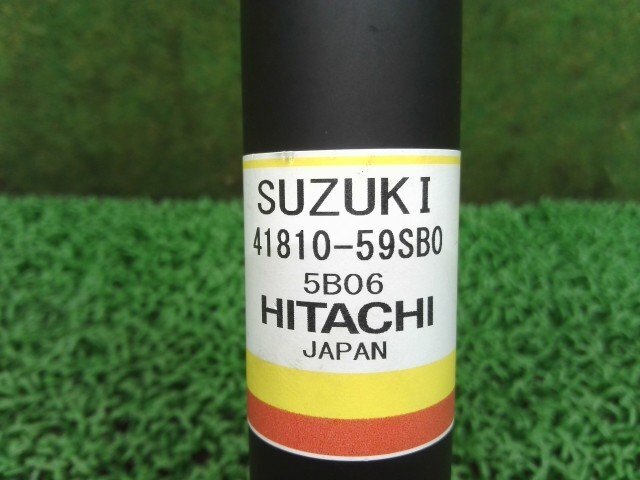 SUZUKI
41810-59SB0
5B06
HITACHI
JAPAN